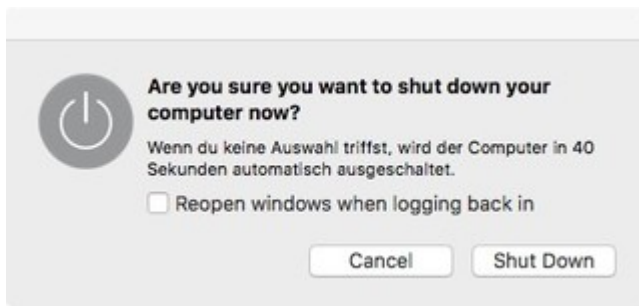 Are you sure you want to shut down your
computer now?
Wenn du keine Auswahl triffst, wird der Computer in 40
Sekunden automatisch ausgeschaltet.
Reopen windows when logging back in
Cancel Shut Down